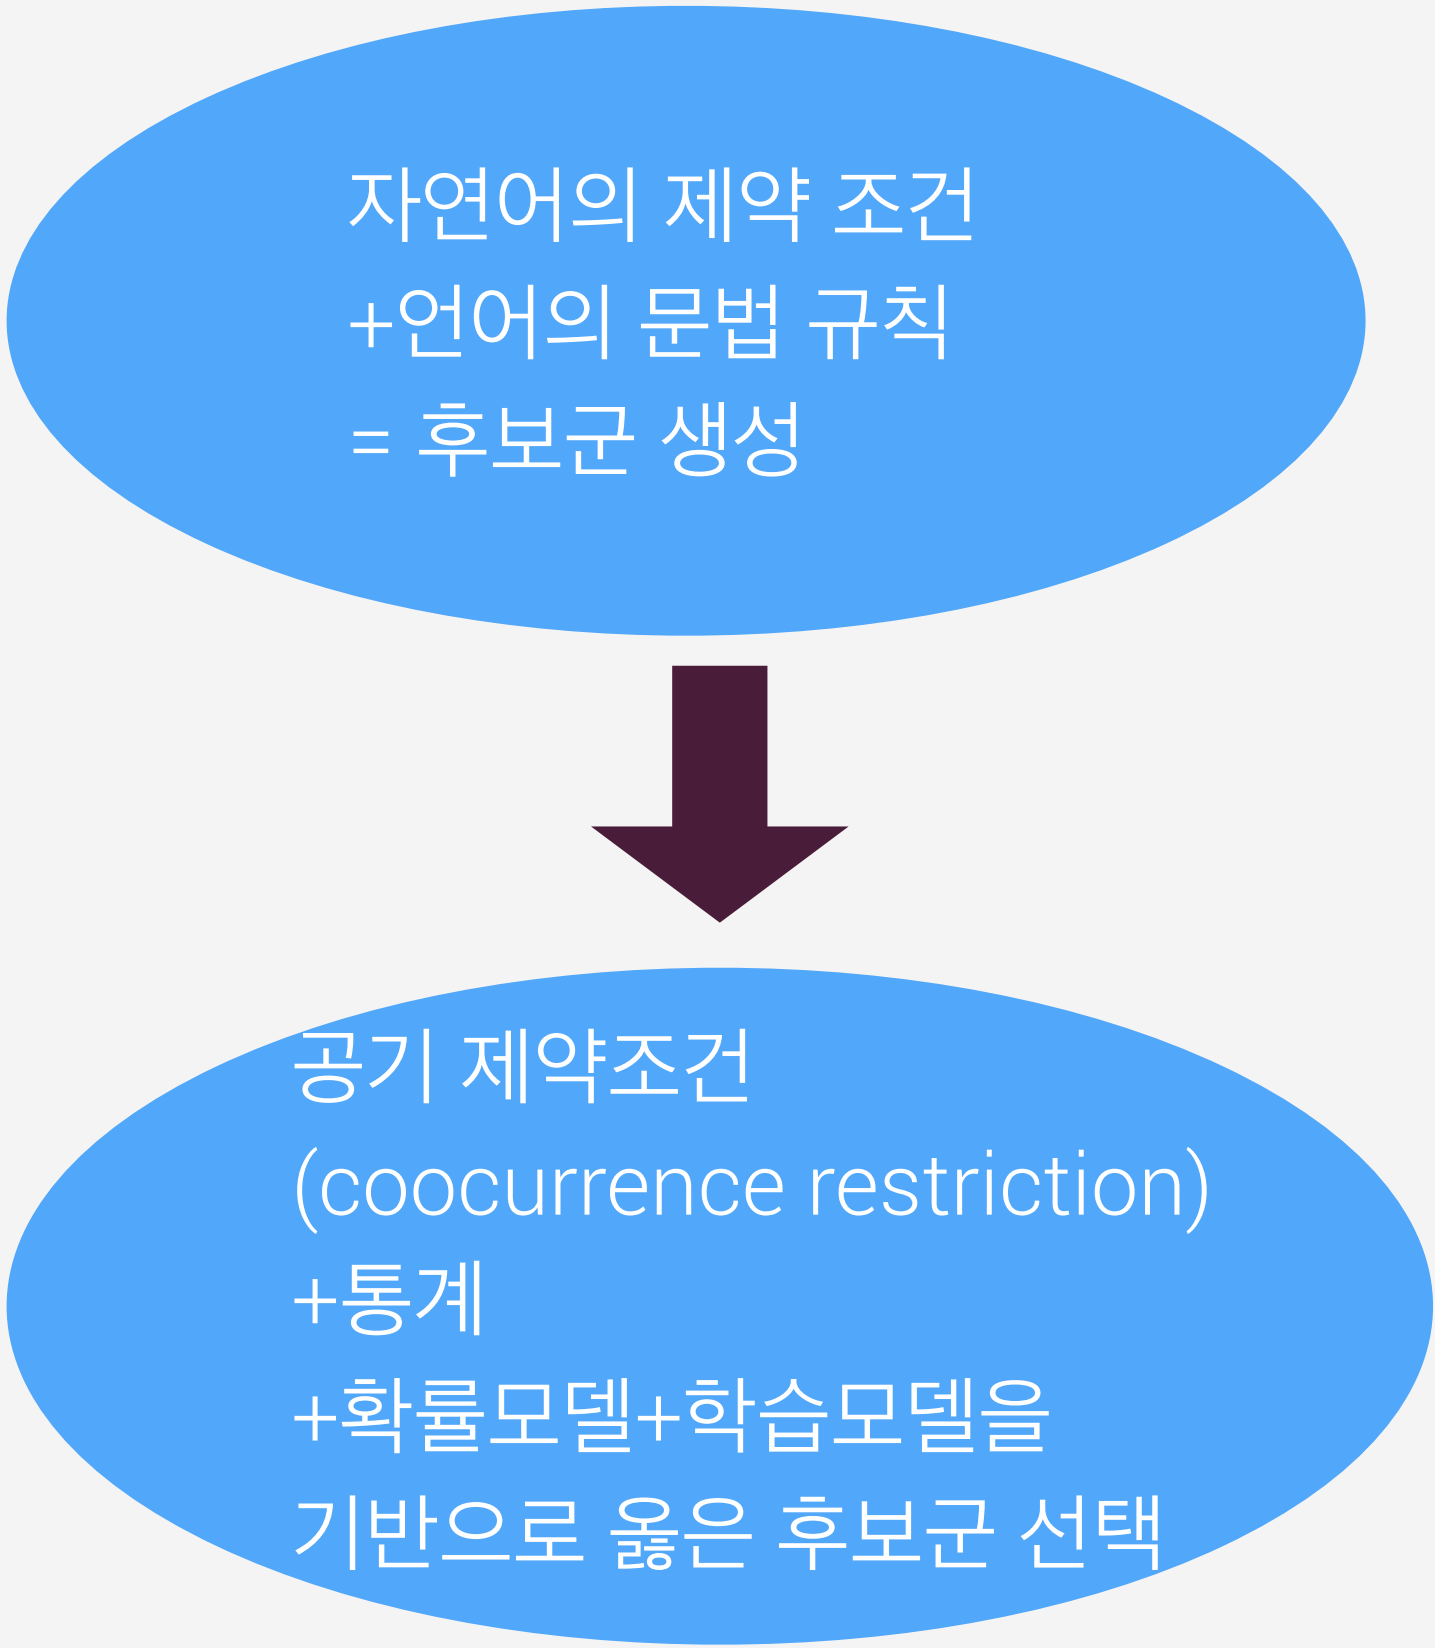 자연어의 제약 조건
+언어의 문법 규칙
= 후보군 생성
공기 제약조건
(coocurrence restriction)
+통계
+확률모델+학습모델을
기반으로 옳은 후보군 선택